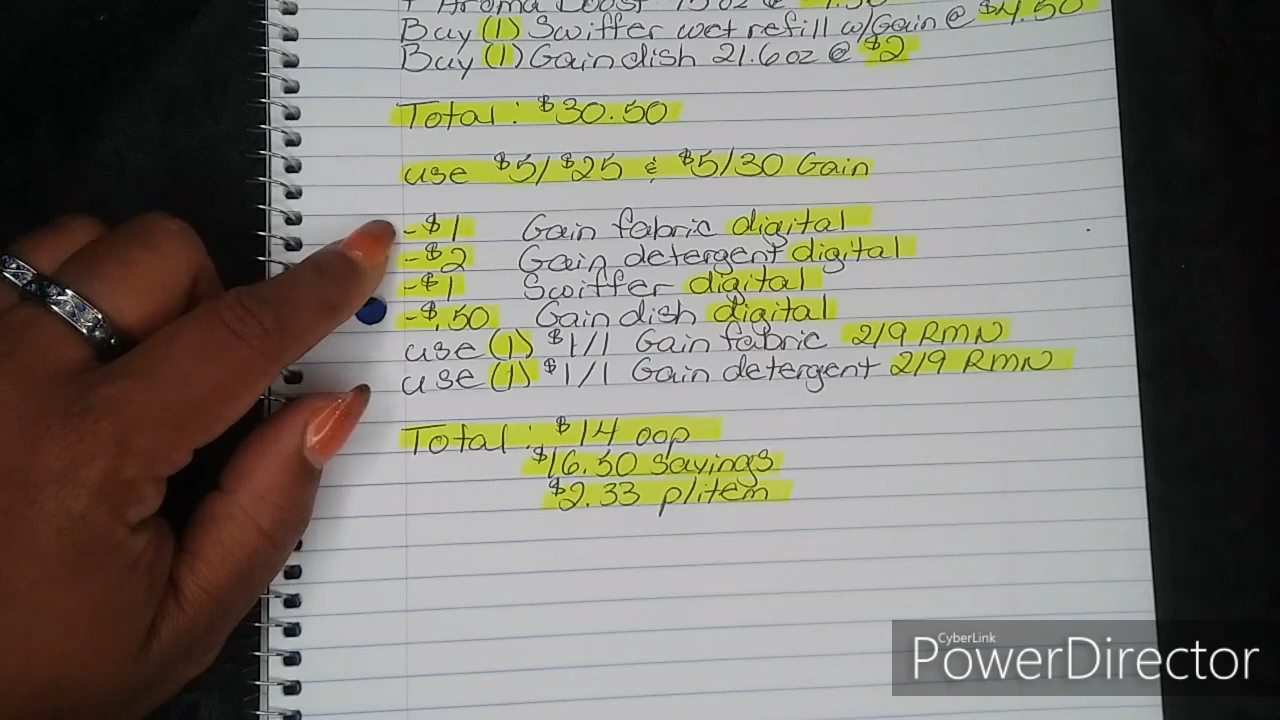 + Aroma Boost
Buy (1) Swiffer wet refill w/Gain @ $4.50
Buy (1) Gain dish 21.6oz @ $2
Total: $30.50
use $5/$25 & $5/30 Gain
-$1 Gain fabric digital
-$2 Gain detergent digital
-$1 Swiffer digital
-$.50 Gain dish digital
use (1) $1/1 Gain fabric 2/9 RMN
use (1) $1/1 Gain detergent 2/9 RMN
Total: $14 oop
$16.50 savings
$2.33 p/item
CyberLink
PowerDirector